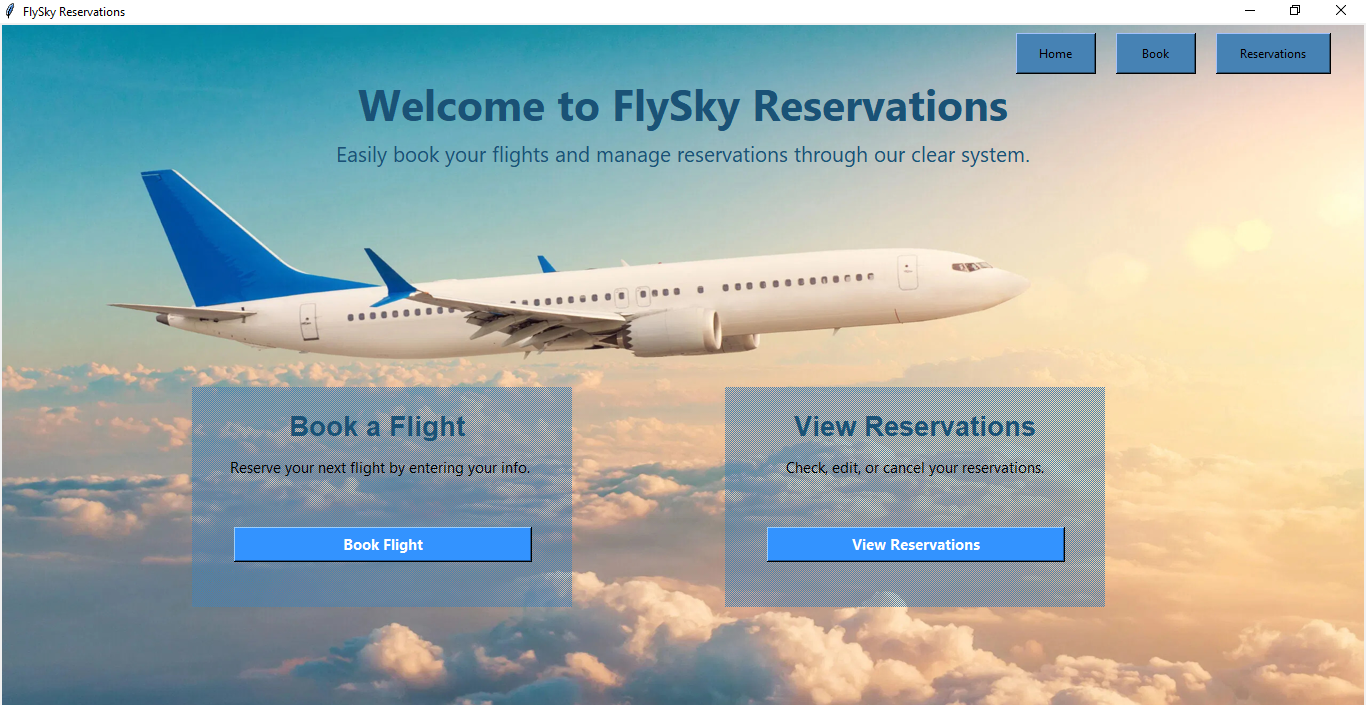 FlySky Reservations
Home Book Reservations
Welcome to FlySky Reservations
Easily book your flights and manage reservations through our clear system.
Book a Flight
Reserve your next flight by entering your info.
Book Flight
View Reservations
Check, edit, or cancel your reservations.
View Reservations